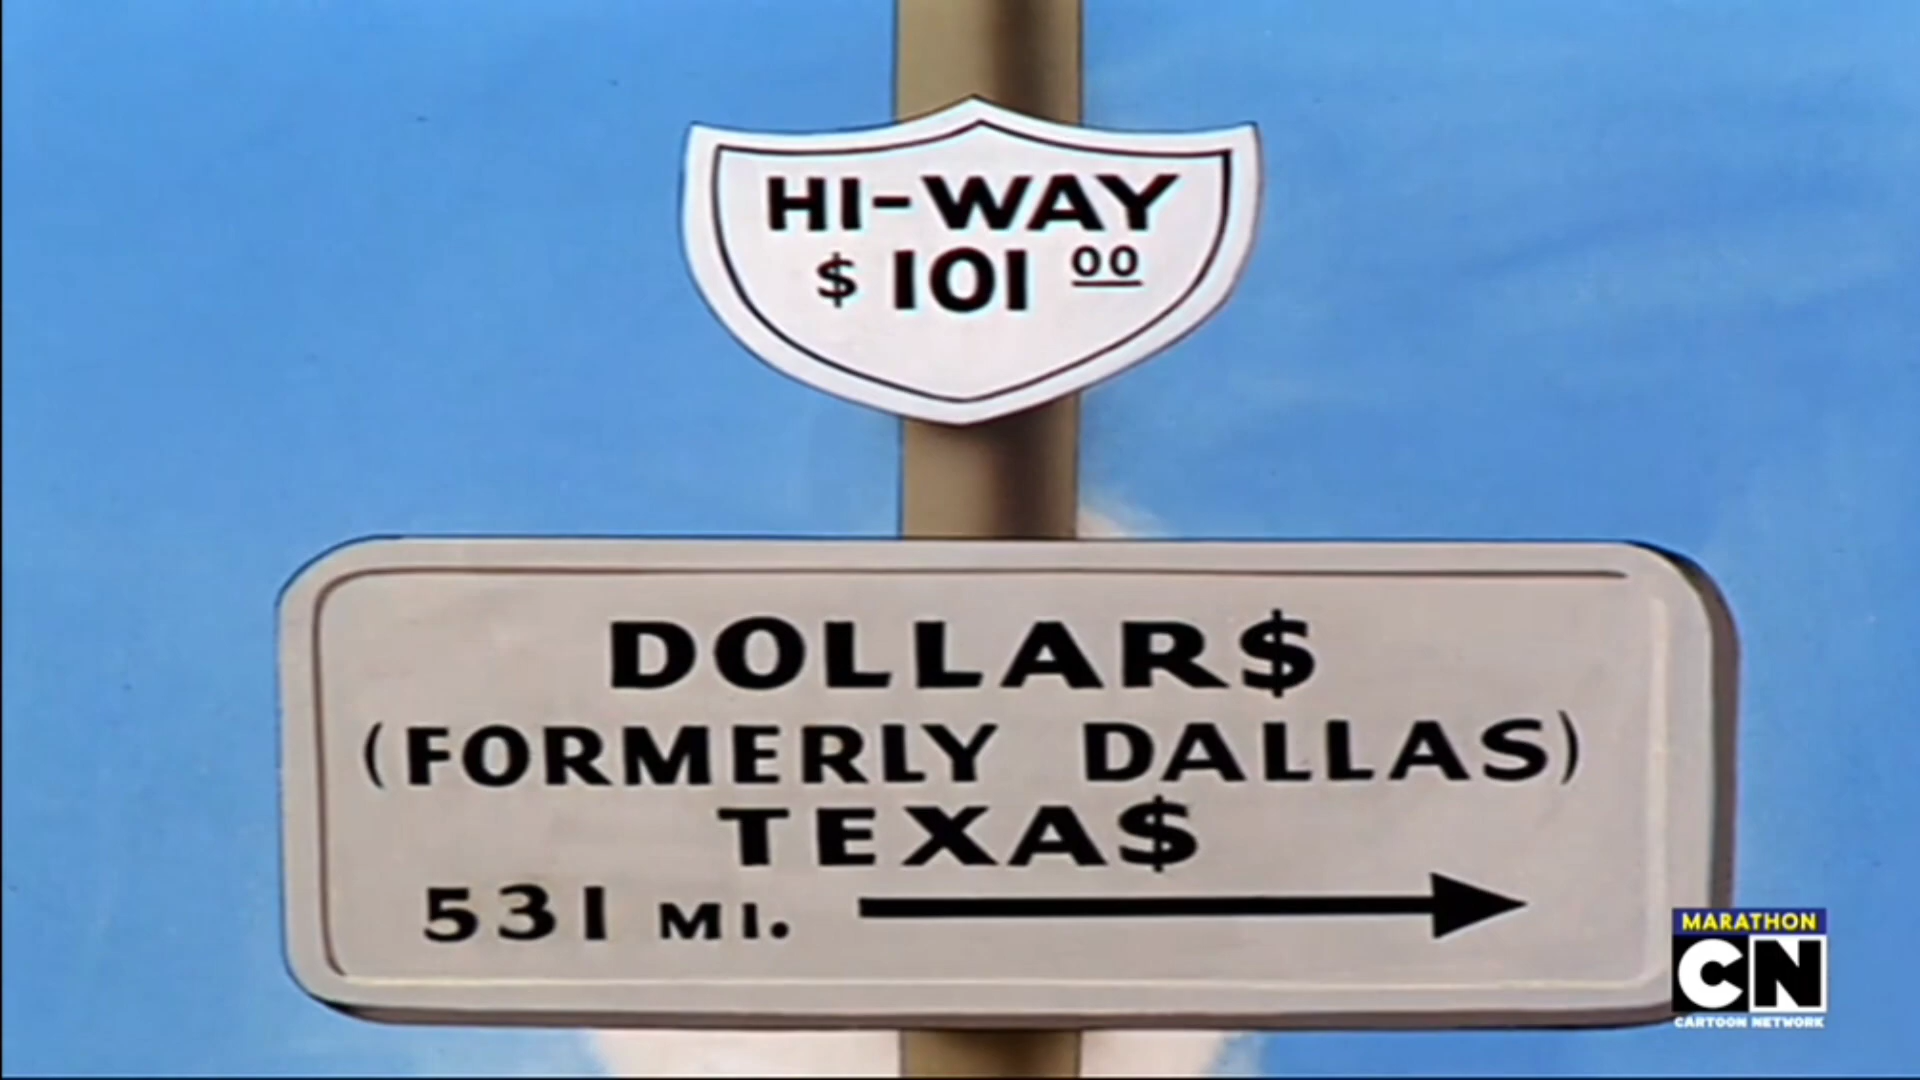 HI-WAY
$ 101 00
DOLLAR$
(FORMERLY DALLAS)
TEXA$
531 MI.
MARATHON
CN
CARTOON NETWORK